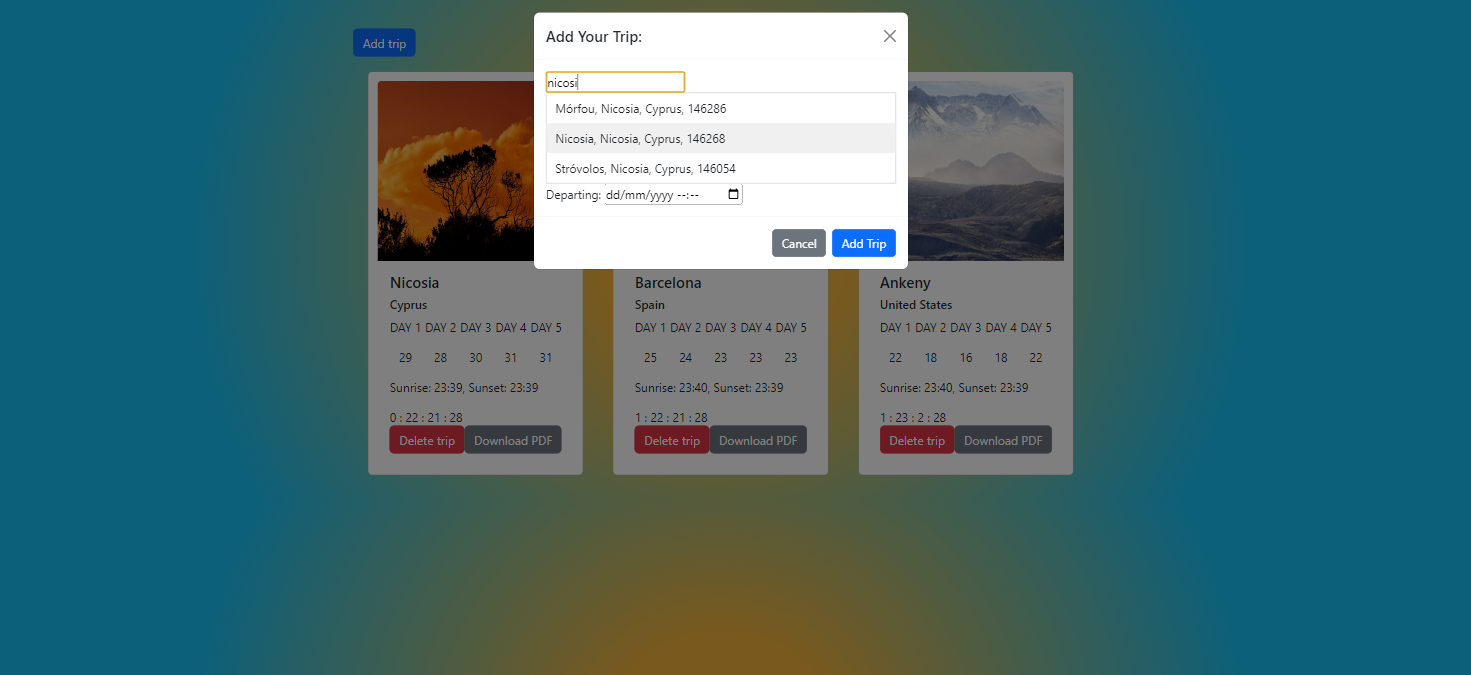 Add trip
Add Your Trip:
nicosi
Mórfou, Nicosia, Cyprus, 146286
Nicosia, Nicosia, Cyprus, 146268
Stróvolos, Nicosia, Cyprus, 146054
Departing: dd/mm/yyyy --:--
Cancel Add Trip
Nicosia
Cyprus
DAY 1 DAY 2 DAY 3 DAY 4 DAY 5
29 28 30 31 31
Sunrise: 23:39, Sunset: 23:39
0 : 22 : 21 : 28
Delete trip Download PDF
Barcelona
Spain
DAY 1 DAY 2 DAY 3 DAY 4 DAY 5
25 24 23 23 23
Sunrise: 23:40, Sunset: 23:39
1 : 22 : 21 : 28
Delete trip Download PDF
Ankeny
United States
DAY 1 DAY 2 DAY 3 DAY 4 DAY 5
22 18 16 18 22
Sunrise: 23:40, Sunset: 23:39
1 : 23 : 2 : 28
Delete trip Download PDF